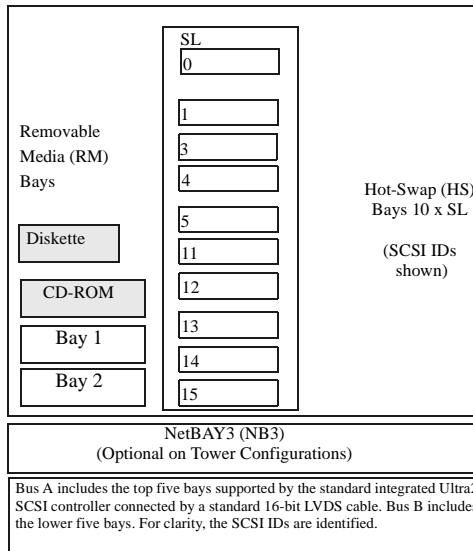 SL
0
1
3
4
5
11
12
13
14
15
Removable
Media (RM)
Bays
Diskette
CD-ROM
Bay 1
Bay 2
Hot-Swap (HS)
Bays 10 x SL
(SCSI IDs
shown)
NetBAY3 (NB3)
(Optional on Tower Configurations)
Bus A includes the top five bays supported by the standard integrated Ultra2
SCSI controller connected by a standard 16-bit LVDS cable. Bus B includes
the lower five bays. For clarity, the SCSI IDs are identified.